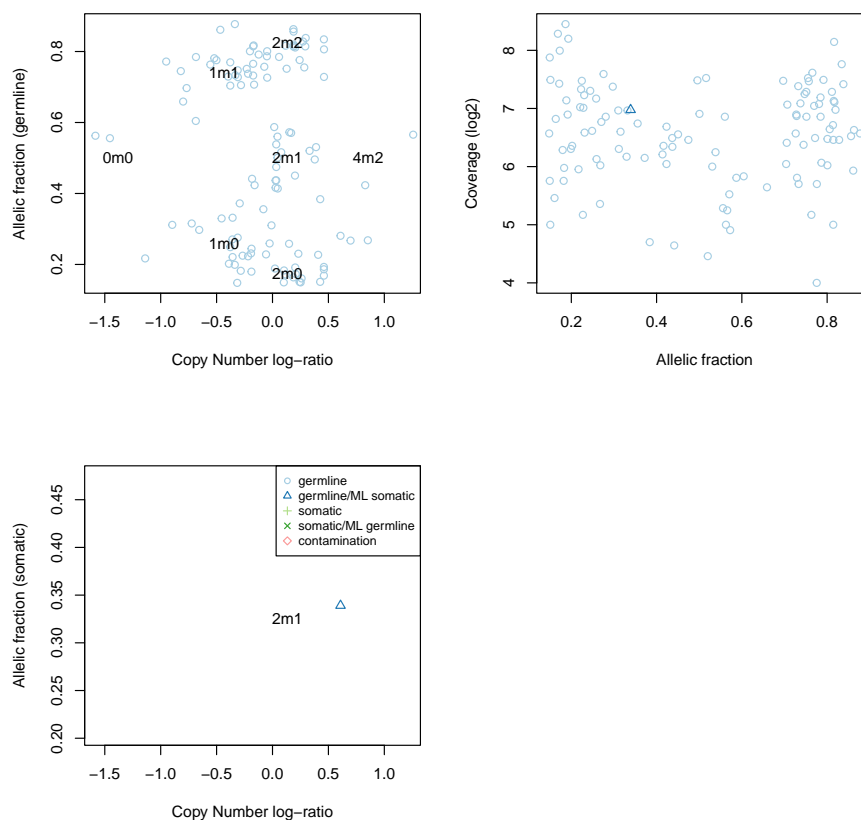 Allelic fraction (germline)
0.2 0.4 0.6 0.8
2m2
1m1
0m0 2m1 4m2
1m0
2m0
−1.5 −1.0 −0.5 0.0 0.5 1.0
Copy Number log−ratio
Coverage (log2)
4 5 6 7 8
0.2 0.4 0.6 0.8
Allelic fraction
Allelic fraction (somatic)
0.20 0.25 0.30 0.35 0.40 0.45
germline
germline/ML somatic
somatic
somatic/ML germline
contamination
2m1
−1.5 −1.0 −0.5 0.0 0.5 1.0
Copy Number log−ratio